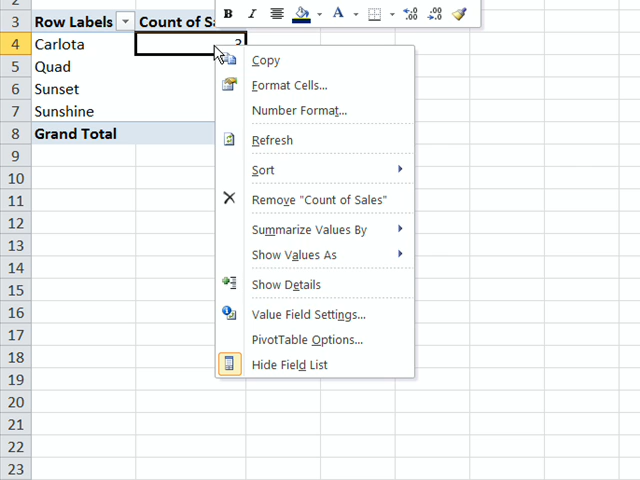 B I A .00 .0
3 Row Labels Count of
4 Carlota 3 Copy
5 Quad Format Cells...
6 Sunset Number Format...
7 Sunshine Refresh
8 Grand Total Sort
9 Remove "Count of Sales"
10 Summarize Values By
11 Show Values As
12 Show Details
13 Value Field Settings...
14 PivotTable Options...
15 Hide Field List
16
17
18
19
20
21
22
23